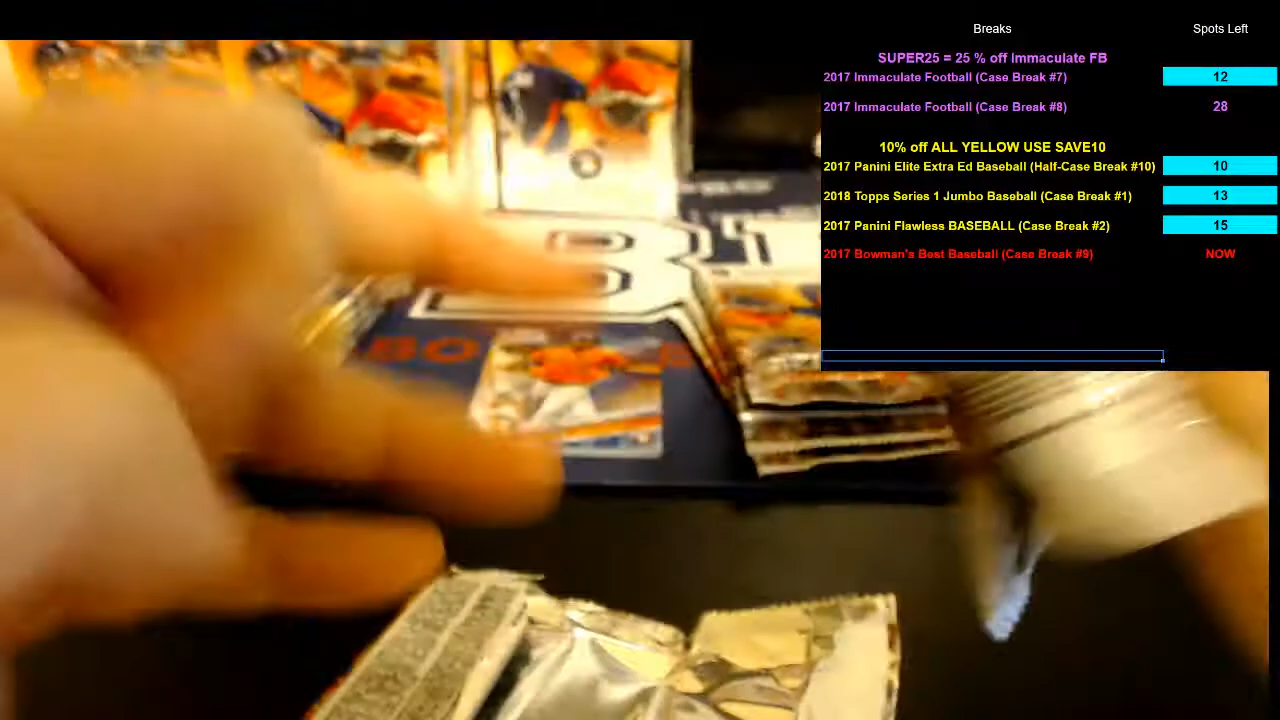 Breaks Spots Left
SUPER25 = 25 % off Immaculate FB
2017 Immaculate Football (Case Break #7) 12
2017 Immaculate Football (Case Break #8) 28
10% off ALL YELLOW USE SAVE10
2017 Panini Elite Extra Ed Baseball (Half-Case Break #10) 10
2018 Topps Series 1 Jumbo Baseball (Case Break #1) 13
2017 Panini Flawless BASEBALL (Case Break #2) 15
2017 Bowman's Best Baseball (Case Break #9) NOW